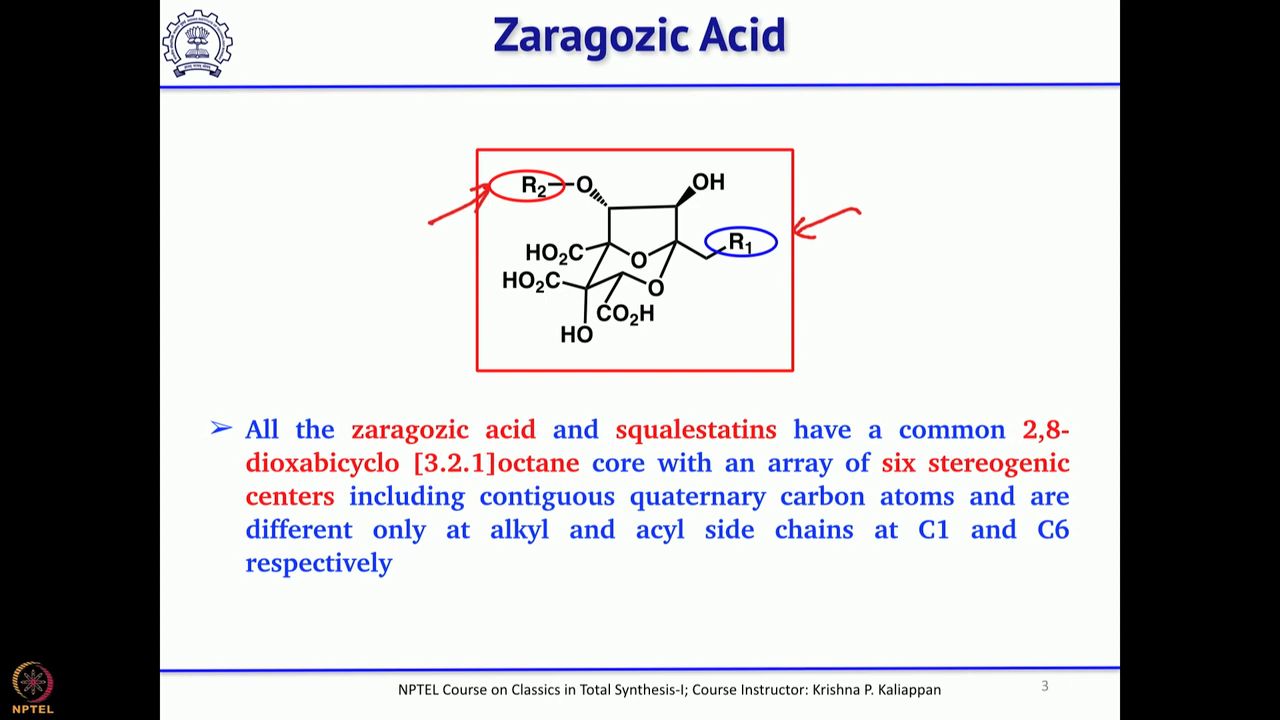 Zaragozic Acid
R2—O
OH
HO2C
O
R1
HO2C
O
CO2H
HO
➢ All the zaragozic acid and squalestatins have a common 2,8-
dioxabicyclo [3.2.1]octane core with an array of six stereogenic
centers including contiguous quaternary carbon atoms and are
different only at alkyl and acyl side chains at C1 and C6
respectively
NPTEL Course on Classics in Total Synthesis-I; Course Instructor: Krishna P. Kaliappan
3
NPTEL